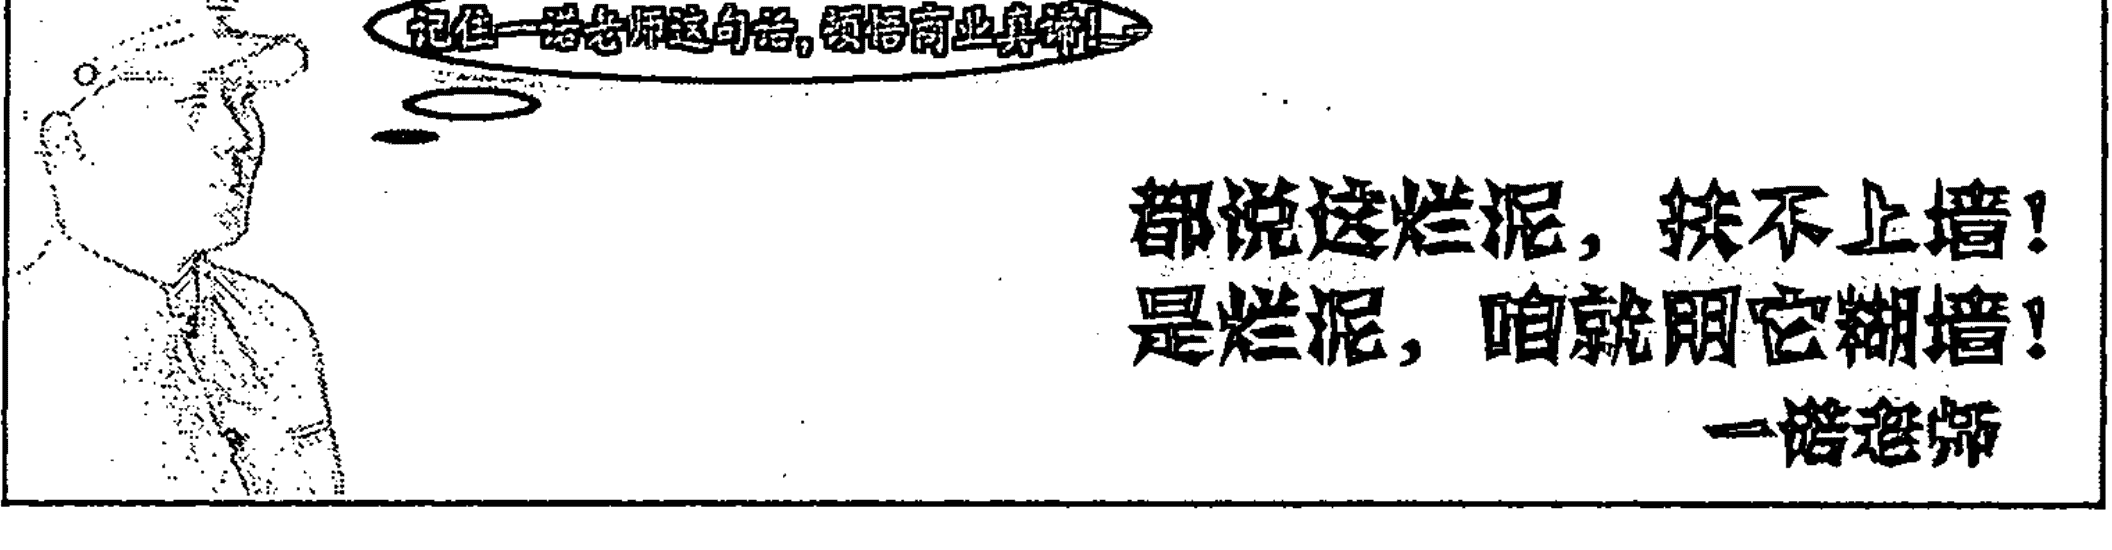 记住一诺老师这句话,领悟商业真谛!
都说这烂泥，扶不上墙！
是烂泥，咱就用它糊墙！
一诺老师